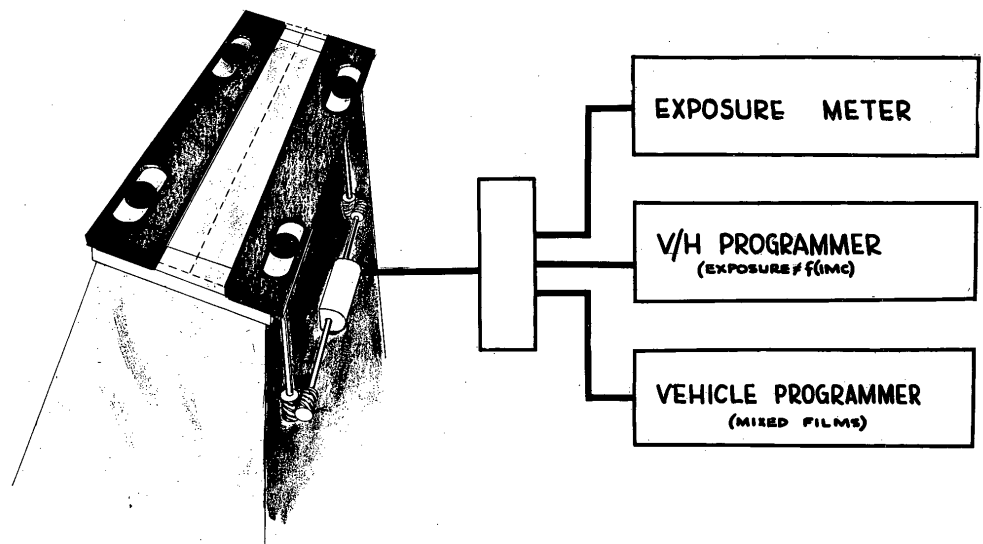 EXPOSURE METER
V/H PROGRAMMER
(EXPOSURE ≠ f(IMC)
VEHICLE PROGRAMMER
(MIXED FILMS)